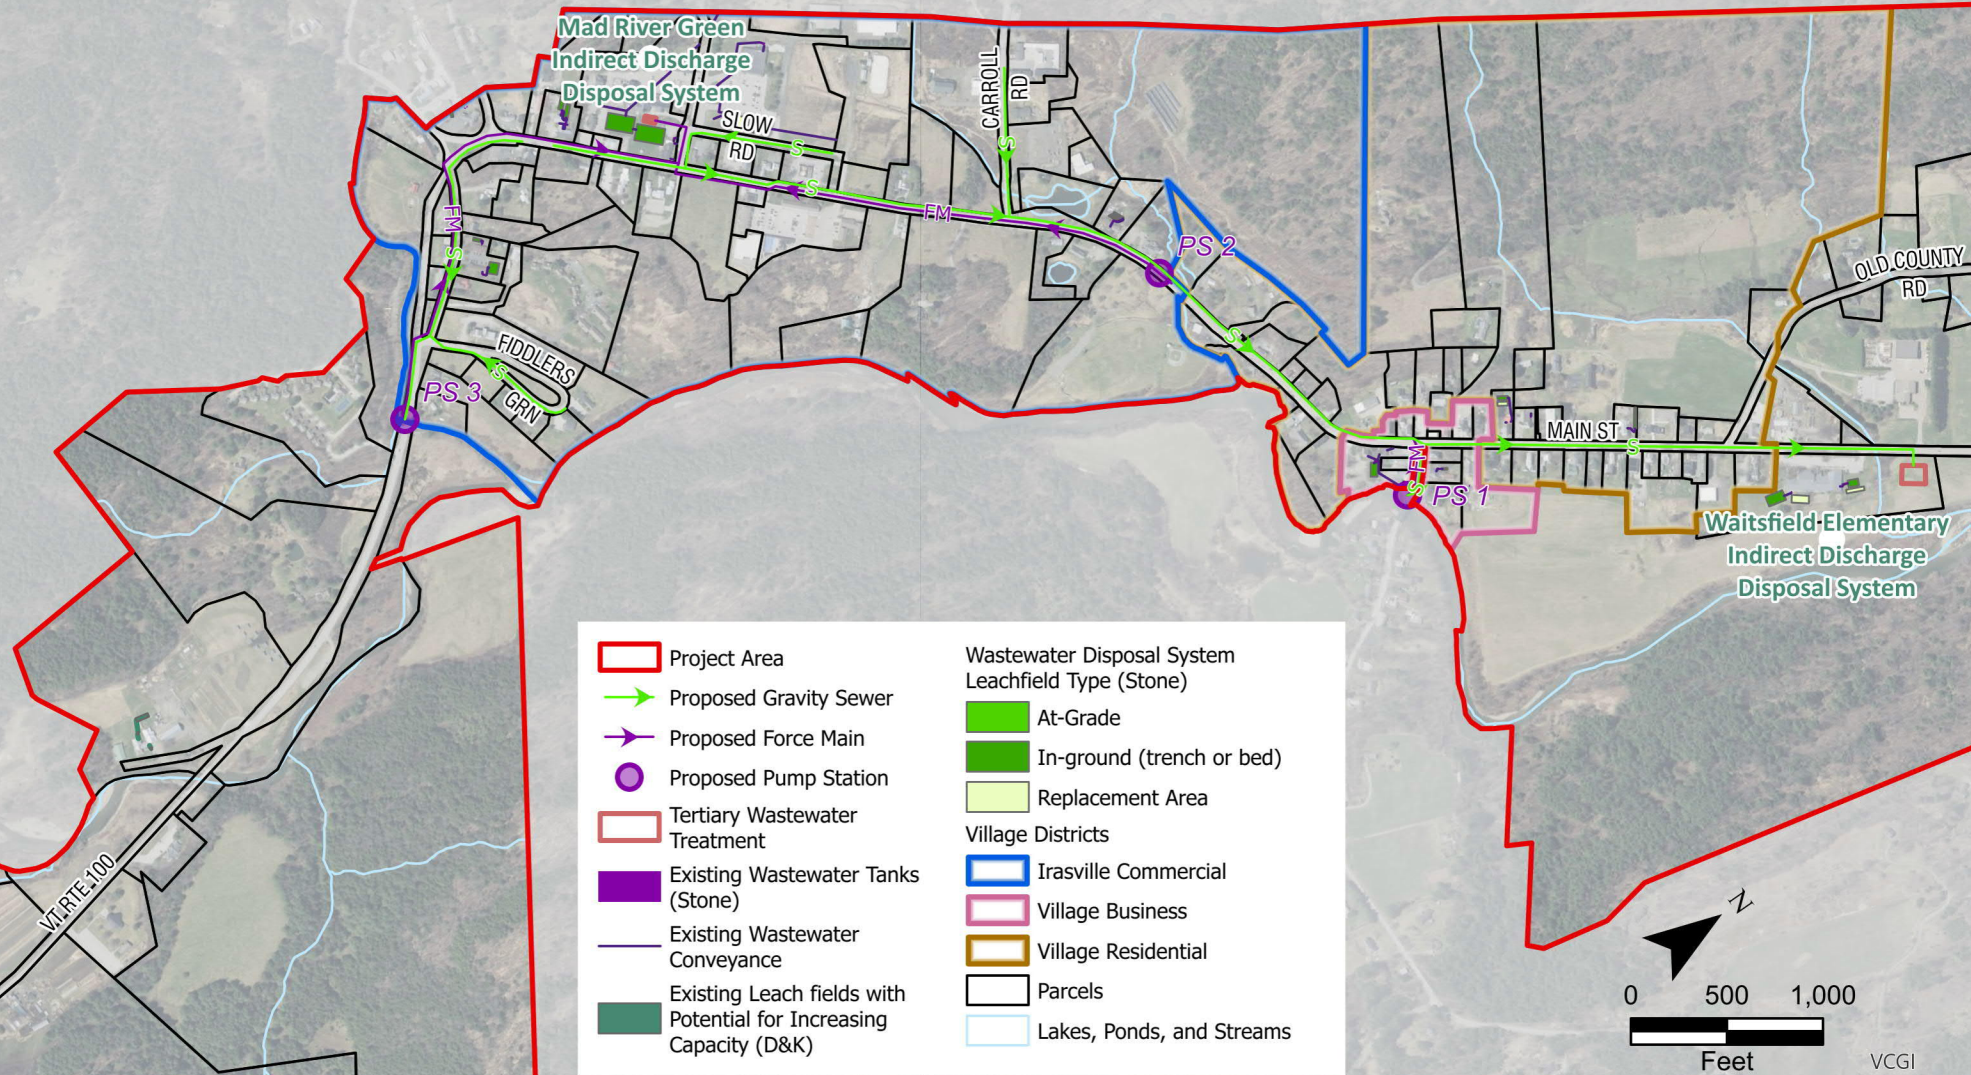 Mad River Green
Indirect Discharge
Disposal System
SLOW
RD
S
CARROLL
RD
S
S
FM
FM
S
PS 2
OLD COUNTY
RD
S
FIDDLERS
S
GRN
PS 3
MAIN ST
S
FM
S
PS 1
Waitsfield Elementary
Indirect Discharge
Disposal System
VT RTE 100
Project Area
Proposed Gravity Sewer
Proposed Force Main
Proposed Pump Station
Tertiary Wastewater
Treatment
Existing Wastewater Tanks
(Stone)
Existing Wastewater
Conveyance
Existing Leach fields with
Potential for Increasing
Capacity (D&K)
Wastewater Disposal System
Leachfield Type (Stone)
At-Grade
In-ground (trench or bed)
Replacement Area
Village Districts
Irasville Commercial
Village Business
Village Residential
Parcels
Lakes, Ponds, and Streams
N
0 500 1,000
Feet
VCGI